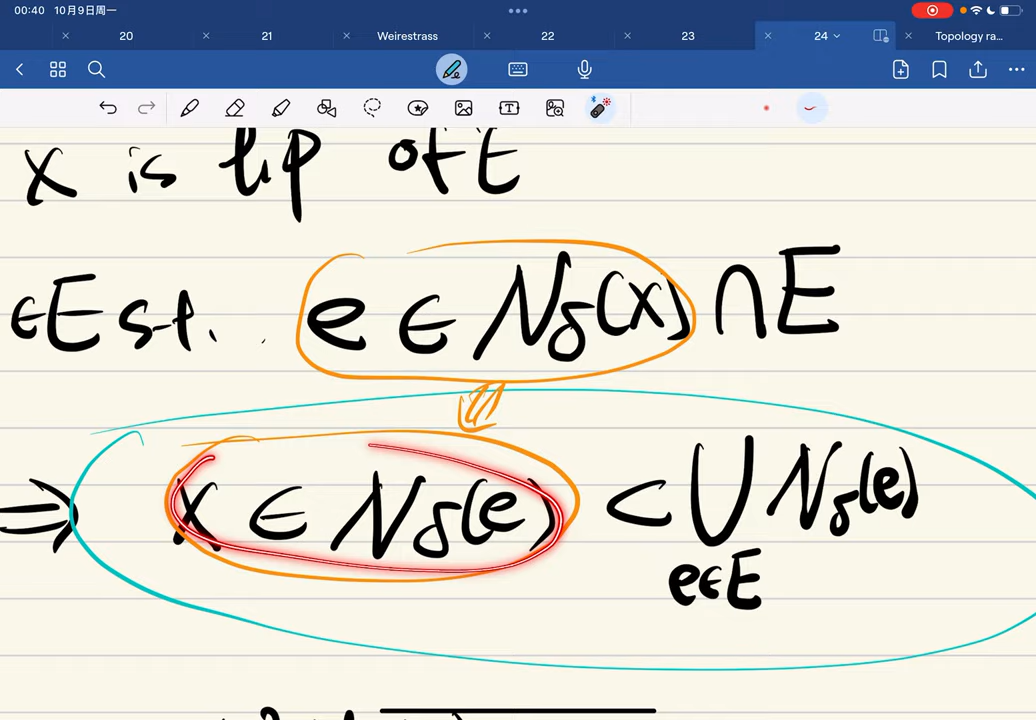 00:40 10月9日周一
20 21 Weirestrass 22 23 24 Topology ra...
x is lip of E
∈E s.t. e ∈ N_δ(x) ∩ E
⇒ x ∈ N_δ(e) ⊂ ⋃ N_δ(e)
e∈E